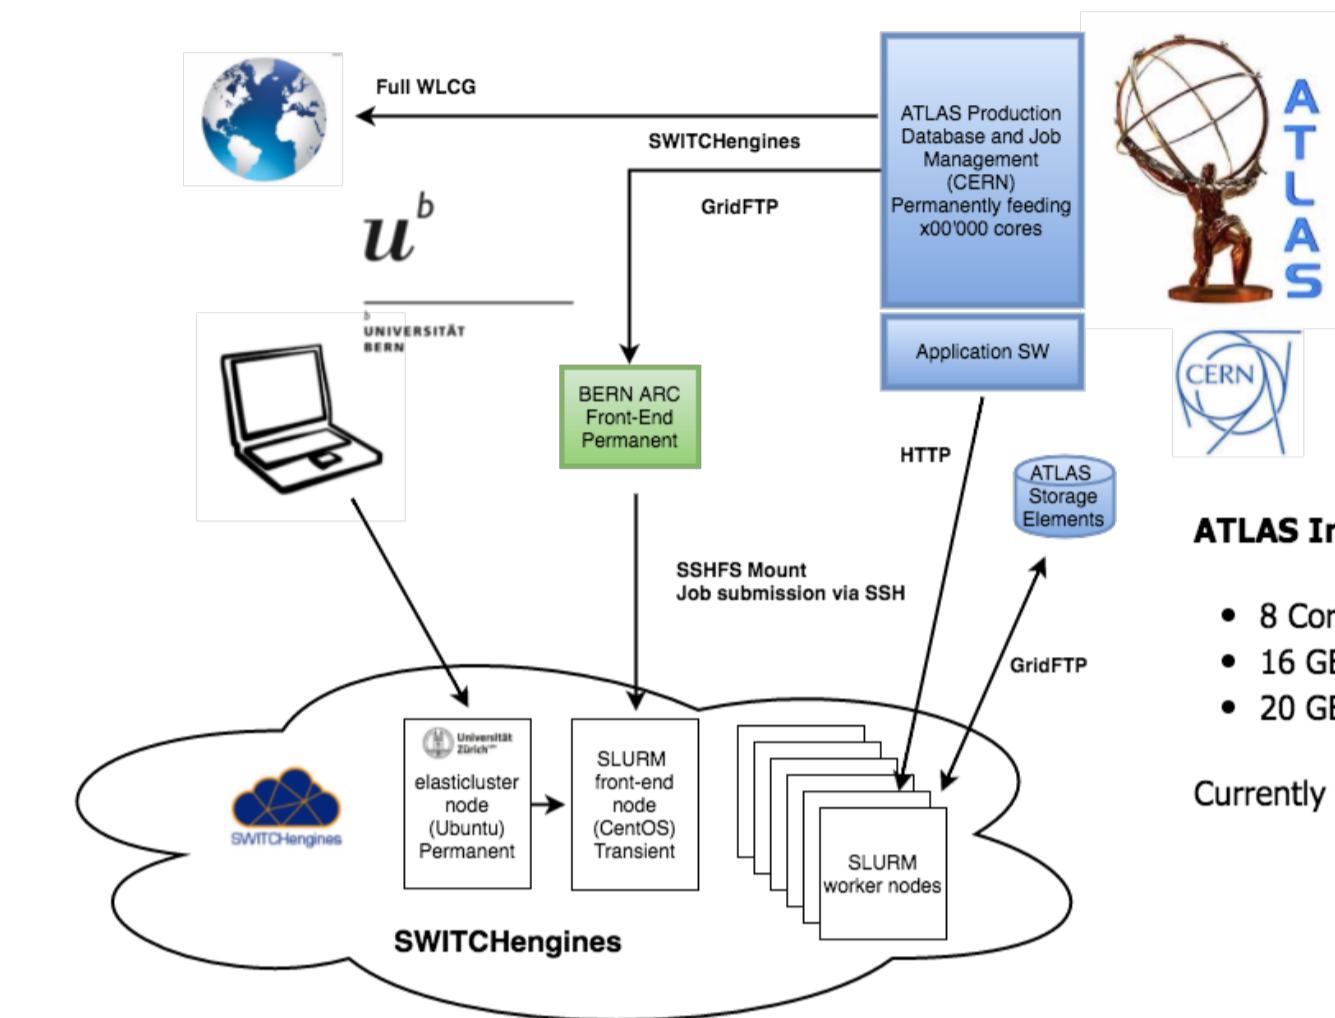 Full WLCG
SWITCHengines
GridFTP
ATLAS Production
Database and Job
Management
(CERN)
Permanently feeding
x00'000 cores
ATLAS
u b
b
UNIVERSITÄT
BERN
Application SW
CERN
BERN ARC
Front-End
Permanent
HTTP
ATLAS
Storage
Elements
ATLAS
SSHFS Mount
Job submission via SSH
GridFTP
• 8
• 16
• 20
Currently
Universität
Zürich
elasticluster
node
(Ubuntu)
Permanent
SLURM
front-end
node
(CentOS)
Transient
SWITCHengines
SLURM
worker nodes
SWITCHengines